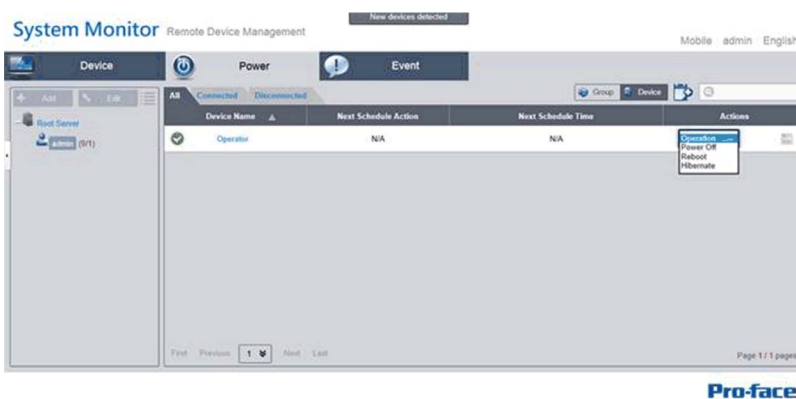 New devices detected
System Monitor Remote Device Management
Mobile admin English
Device Power Event
+ Add Edit All Connected Disconnected Group Device
Device Name Next Schedule Action Next Schedule Time Actions
Root Server
admin (0/1)
Operator N/A N/A Operation
Power Off
Reboot
Hibernate
First Previous 1 Next Last Page 1 / 1 pages
Pro-face